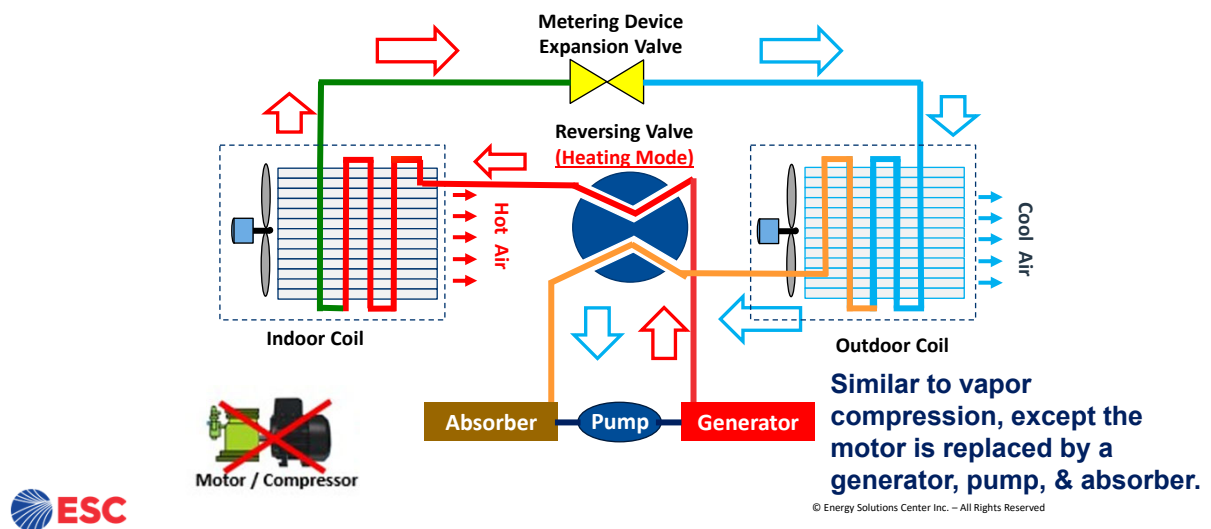 Metering Device
Expansion Valve
Reversing Valve
(Heating Mode)
Hot Air
Cool Air
Indoor Coil
Outdoor Coil
Absorber
Pump
Generator
Similar to vapor
compression, except the
motor is replaced by a
generator, pump, & absorber.
Motor / Compressor
© Energy Solutions Center Inc. – All Rights Reserved
ESC